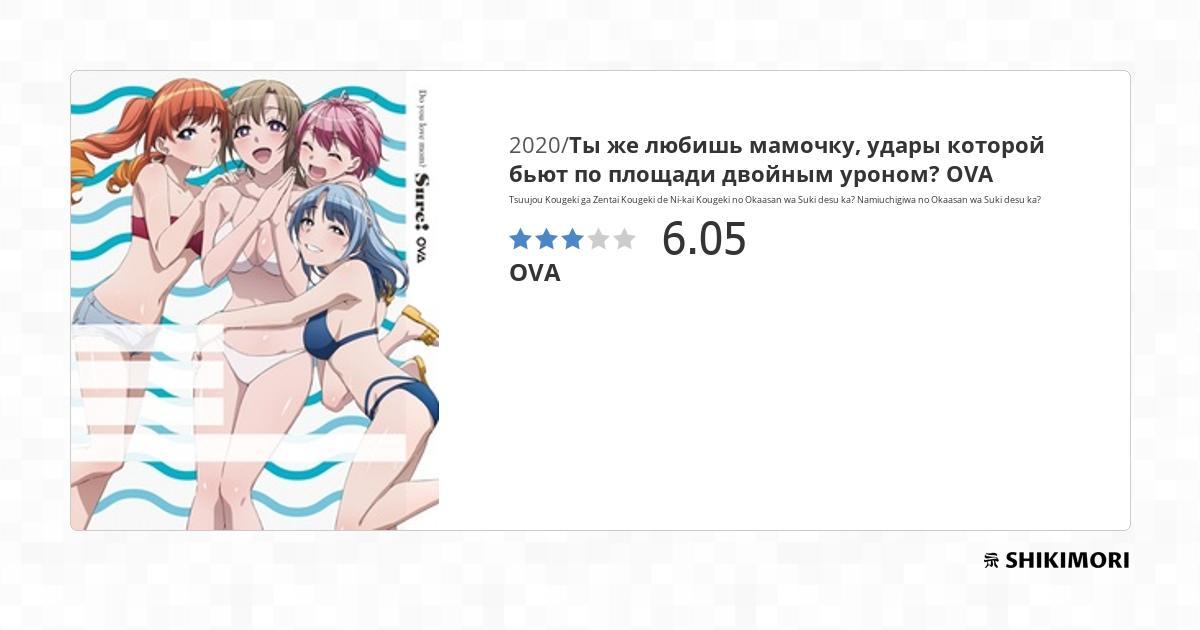 Do you love mom?
Sure!
OVA
2020/Ты же любишь мамочку, удары которой
бьют по площади двойным уроном? OVA
Tsuujou Kougeki ga Zentai Kougeki de Ni-kai Kougeki no Okaasan wa Suki desu ka? Namiuchigiwa no Okaasan wa Suki desu ka?
6.05
OVA
SHIKIMORI